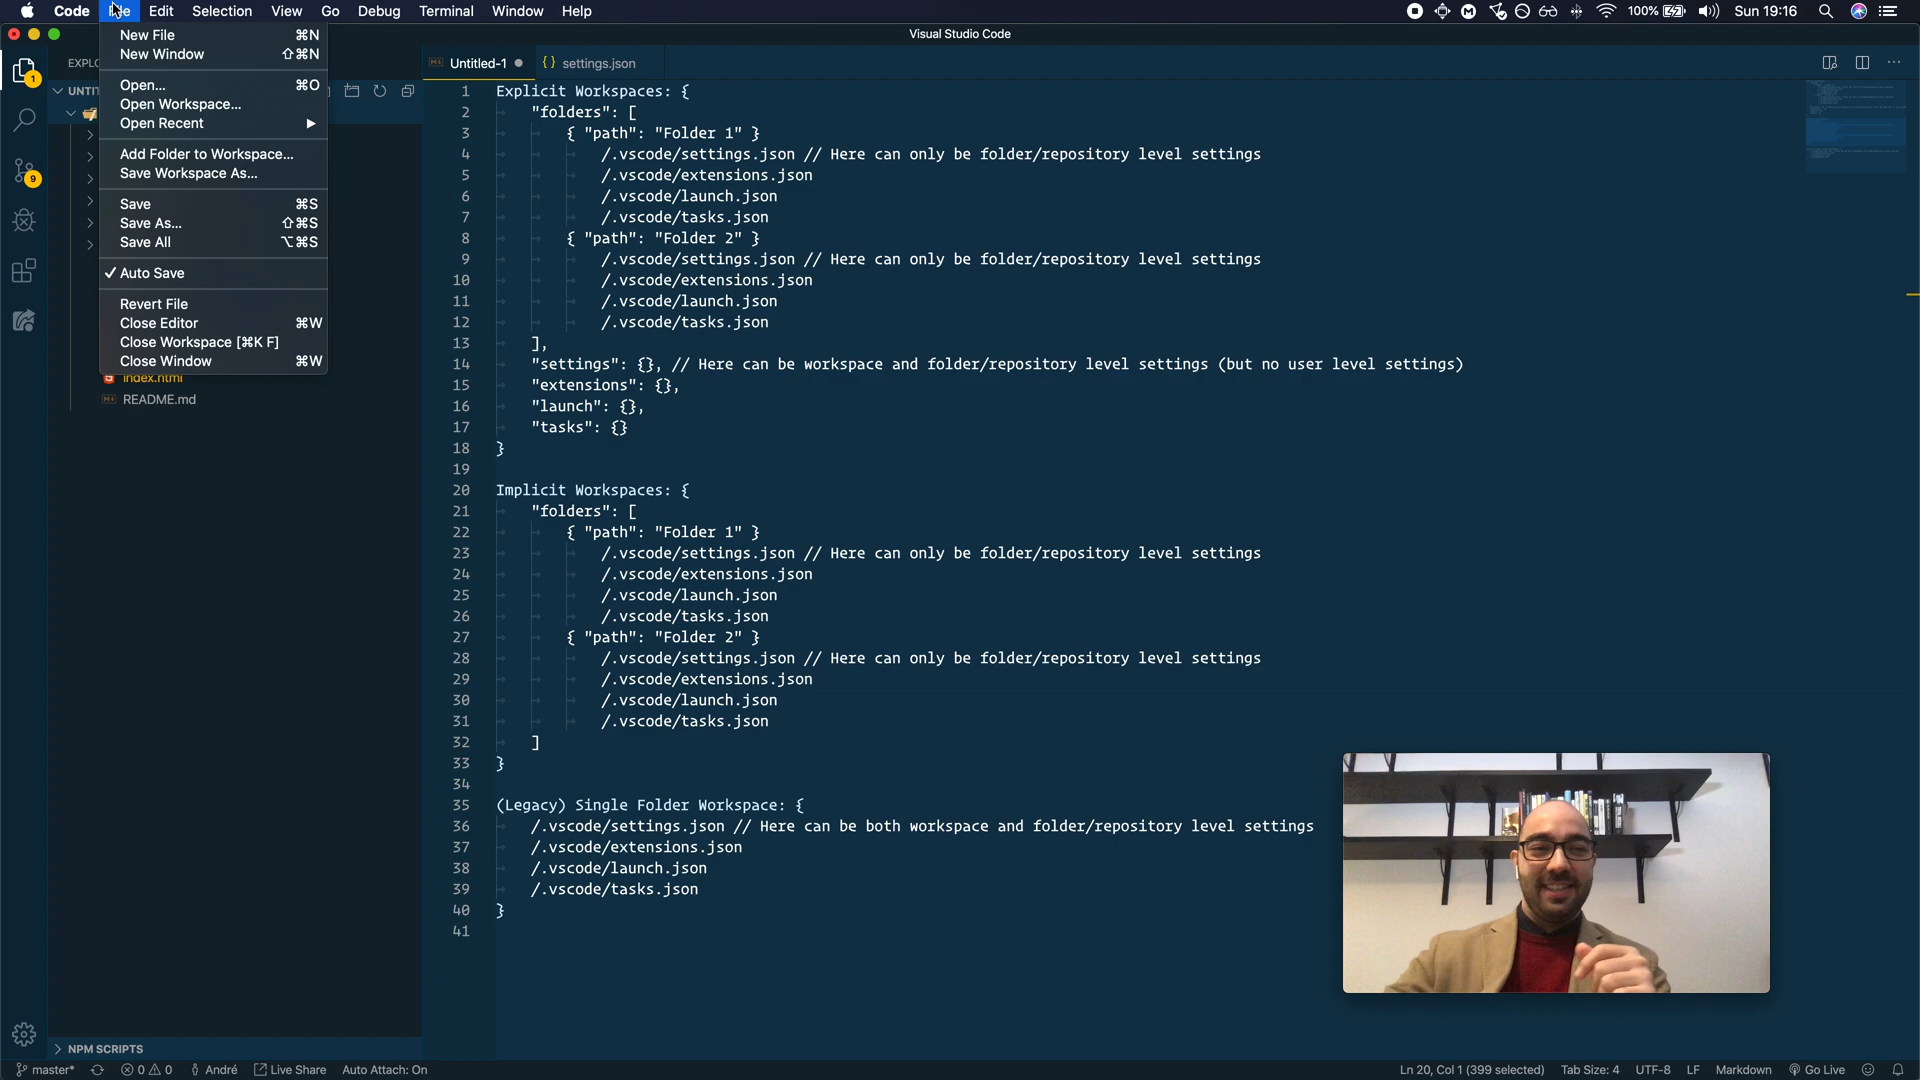 Code File Edit Selection View Go Debug Terminal Window Help 100% Sun 19:16
Visual Studio Code
New File ⌘N
New Window ⇧⌘N
Open... ⌘O
Open Workspace...
Open Recent
Add Folder to Workspace...
Save Workspace As...
Save ⌘S
Save As... ⇧⌘S
Save All ⌥⌘S
✓ Auto Save
Revert File
Close Editor ⌘W
Close Workspace [⌘K F]
Close Window ⌘W
EXPLO
UNTI
index.html
README.md
NPM SCRIPTS
1
9
Untitled-1 settings.json
1 Explicit Workspaces: {
2 "folders": [
3 { "path": "Folder 1" }
4 /.vscode/settings.json // Here can only be folder/repository level settings
5 /.vscode/extensions.json
6 /.vscode/launch.json
7 /.vscode/tasks.json
8 { "path": "Folder 2" }
9 /.vscode/settings.json // Here can only be folder/repository level settings
10 /.vscode/extensions.json
11 /.vscode/launch.json
12 /.vscode/tasks.json
13 ],
14 "settings": {}, // Here can be workspace and folder/repository level settings (but no user level settings)
15 "extensions": {},
16 "launch": {},
17 "tasks": {}
18 }
19
20 Implicit Workspaces: {
21 "folders": [
22 { "path": "Folder 1" }
23 /.vscode/settings.json // Here can only be folder/repository level settings
24 /.vscode/extensions.json
25 /.vscode/launch.json
26 /.vscode/tasks.json
27 { "path": "Folder 2" }
28 /.vscode/settings.json // Here can only be folder/repository level settings
29 /.vscode/extensions.json
30 /.vscode/launch.json
31 /.vscode/tasks.json
32 ]
33 }
34
35 (Legacy) Single Folder Workspace: {
36 /.vscode/settings.json // Here can be both workspace and folder/repository level settings
37 /.vscode/extensions.json
38 /.vscode/launch.json
39 /.vscode/tasks.json
40 }
41
master* 0 0 André Live Share Auto Attach: On Ln 20, Col 1 (399 selected) Tab Size: 4 UTF-8 LF Markdown Go Live